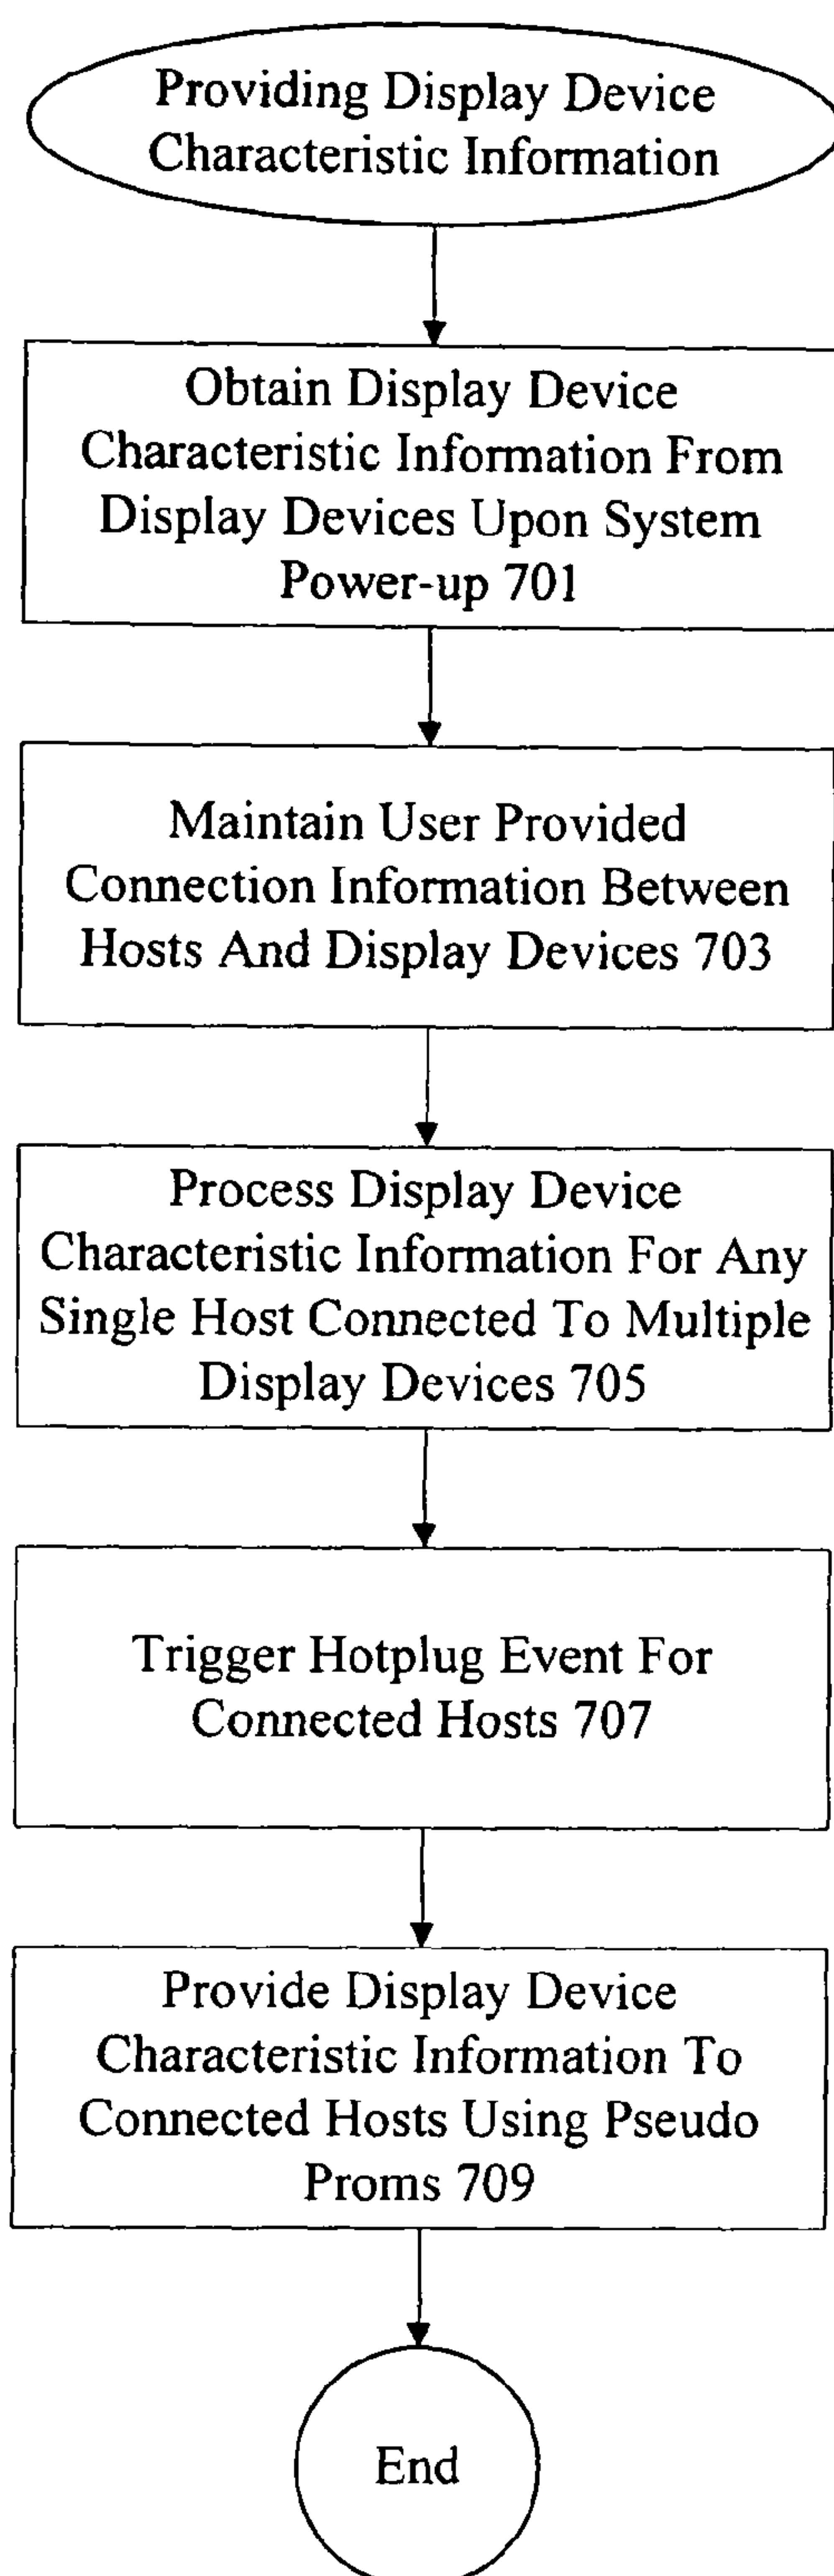 Providing Display Device
Characteristic Information
Obtain Display Device
Characteristic Information From
Display Devices Upon System
Power-up 701
Maintain User Provided
Connection Information Between
Hosts And Display Devices 703
Process Display Device
Characteristic Information For Any
Single Host Connected To Multiple
Display Devices 705
Trigger Hotplug Event For
Connected Hosts 707
Provide Display Device
Characteristic Information To
Connected Hosts Using Pseudo
Proms 709
End